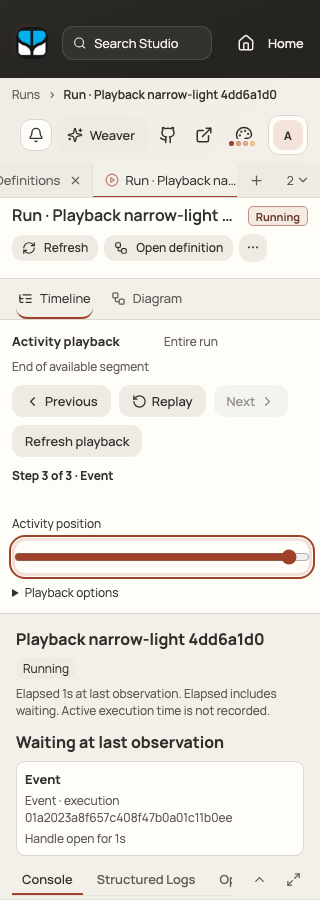 Search Studio
Home
Runs > Run · Playback narrow-light 4dd6a1d0
Weaver
A
Definitions
Run · Playback na...
2
Run · Playback narrow-light ...
Running
Refresh
Open definition
...
Timeline
Diagram
Activity playback
Entire run
End of available segment
Previous
Replay
Next
Refresh playback
Step 3 of 3 · Event
Activity position
Playback options
Playback narrow-light 4dd6a1d0
Running
Elapsed 1s at last observation. Elapsed includes
waiting. Active execution time is not recorded.
Waiting at last observation
Event
Event · execution
01a2023a8f657c408f47b0a01c11b0ee
Handle open for 1s
Console
Structured Logs